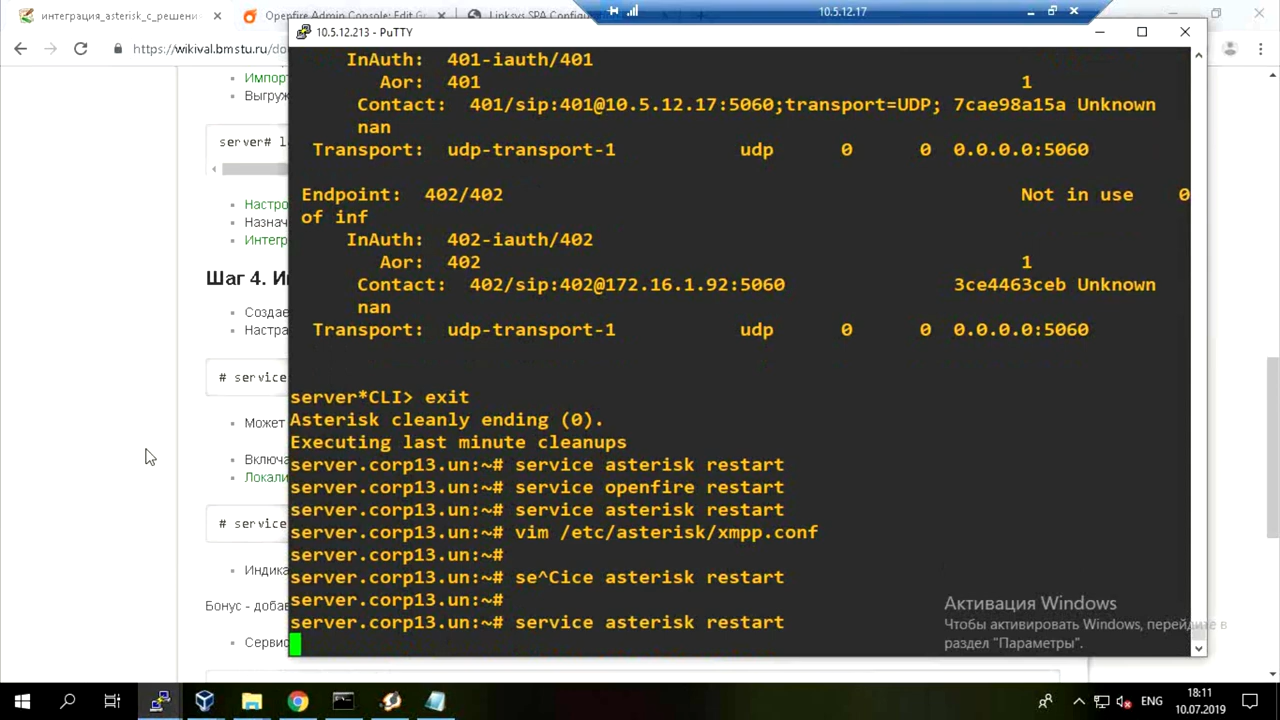 интеграция_asterisk_с_решени
Openfire Admin Console: Edit G
Linksys SPA Configura
10.5.12.17
https://wikival.bmstu.ru/do
10.5.12.213 - PuTTY
Импорт
Выгруж
server# l
Настро
Назнач
Интегр
Шаг 4. И
Создае
Настра
# service
Может
Включа
Локали
# service
Индика
Бонус - добав
Сервис
InAuth: 401-iauth/401
Aor: 401 1
Contact: 401/sip:401@10.5.12.17:5060;transport=UDP; 7cae98a15a Unknown
nan
Transport: udp-transport-1 udp 0 0 0.0.0.0:5060
Endpoint: 402/402 Not in use 0
of inf
InAuth: 402-iauth/402
Aor: 402 1
Contact: 402/sip:402@172.16.1.92:5060 3ce4463ceb Unknown
nan
Transport: udp-transport-1 udp 0 0 0.0.0.0:5060
server*CLI> exit
Asterisk cleanly ending (0).
Executing last minute cleanups
server.corp13.un:~# service asterisk restart
server.corp13.un:~# service openfire restart
server.corp13.un:~# service asterisk restart
server.corp13.un:~# vim /etc/asterisk/xmpp.conf
server.corp13.un:~#
server.corp13.un:~# se^Cice asterisk restart
server.corp13.un:~#
server.corp13.un:~# service asterisk restart
Активация Windows
Чтобы активировать Windows, перейдите в
раздел "Параметры".
ENG
18:11
10.07.2019